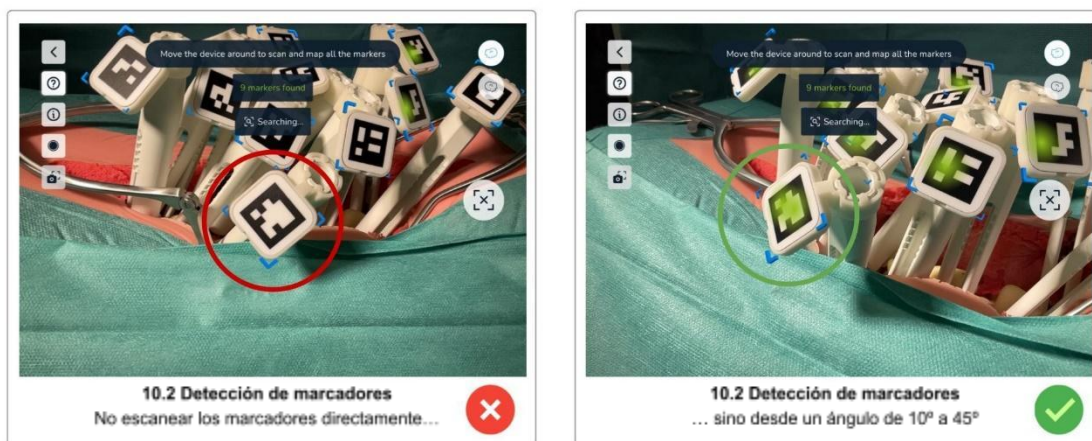 Move the device around to scan and map all the markers
9 markers found
Searching...
10.2 Detección de marcadores
No escanear los marcadores directamente...
Move the device around to scan and map all the markers
9 markers found
Searching...
10.2 Detección de marcadores
... sino desde un ángulo de 10º a 45º